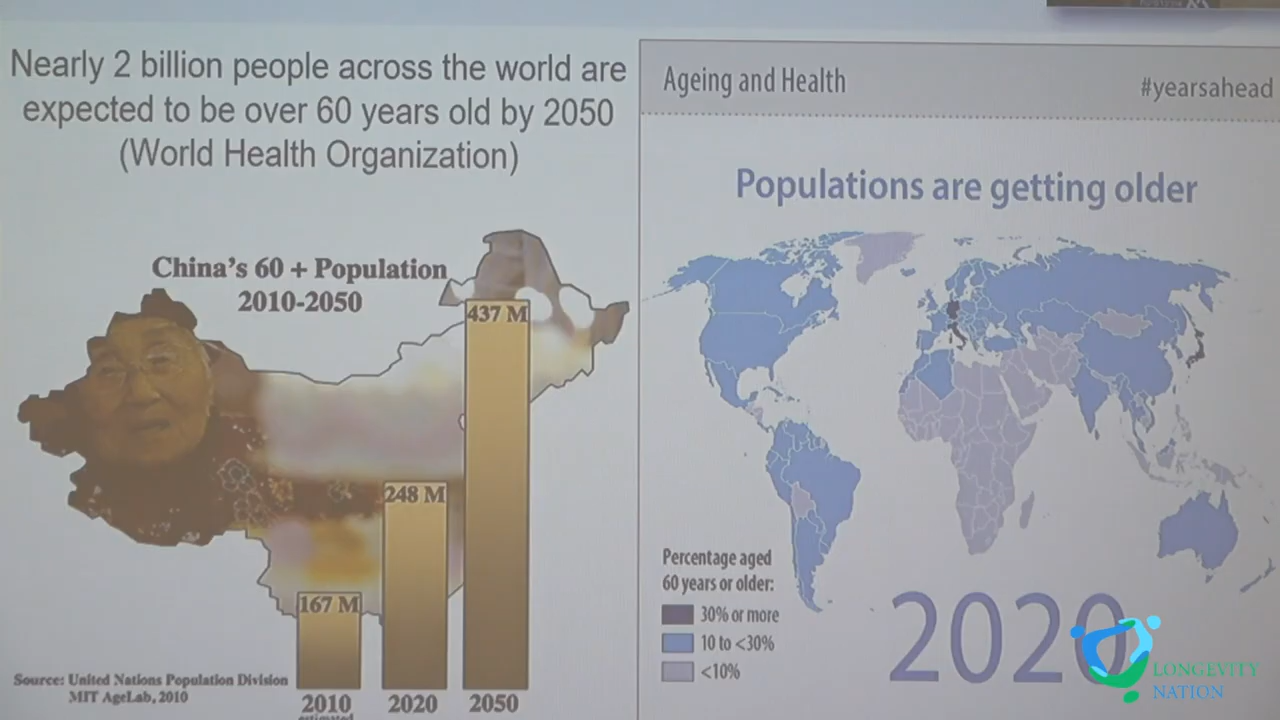 Nearly 2 billion people across the world are
expected to be over 60 years old by 2050
(World Health Organization)
China's 60 + Population
2010-2050
437 M
248 M
167 M
2010
estimated
2020
2050
Source: United Nations Population Division
MIT AgeLab, 2010
Ageing and Health
#yearsahead
Populations are getting older
Percentage aged
60 years or older:
30% or more
10 to <30%
<10%
2020
LONGEVITY
NATION